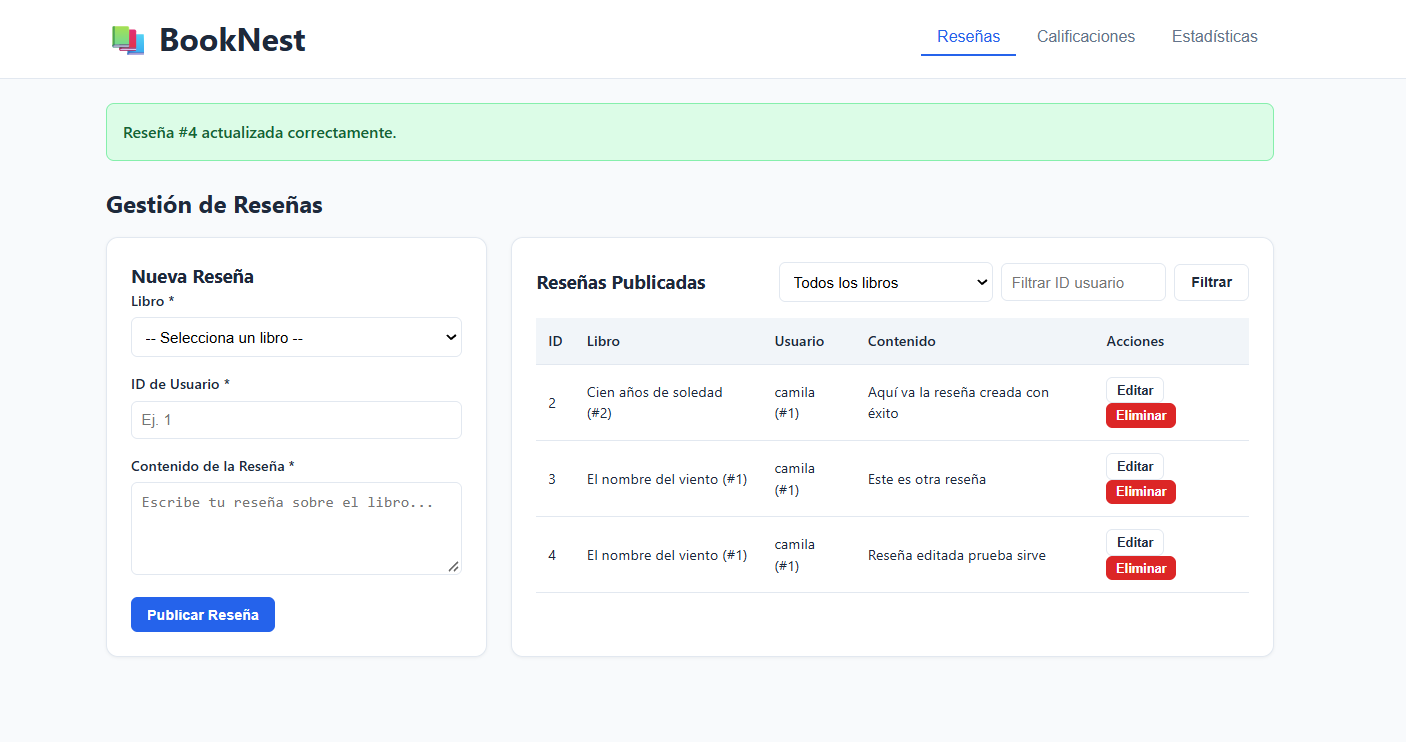 BookNest
Reseñas Calificaciones Estadísticas
Reseña #4 actualizada correctamente.
Gestión de Reseñas
Nueva Reseña
Libro *
-- Selecciona un libro --
ID de Usuario *
Ej. 1
Contenido de la Reseña *
Escribe tu reseña sobre el libro...
Publicar Reseña
Reseñas Publicadas Todos los libros Filtrar ID usuario Filtrar
ID Libro Usuario Contenido Acciones
2 Cien años de soledad (#2) camila (#1) Aquí va la reseña creada con éxito Editar Eliminar
3 El nombre del viento (#1) camila (#1) Este es otra reseña Editar Eliminar
4 El nombre del viento (#1) camila (#1) Reseña editada prueba sirve Editar Eliminar